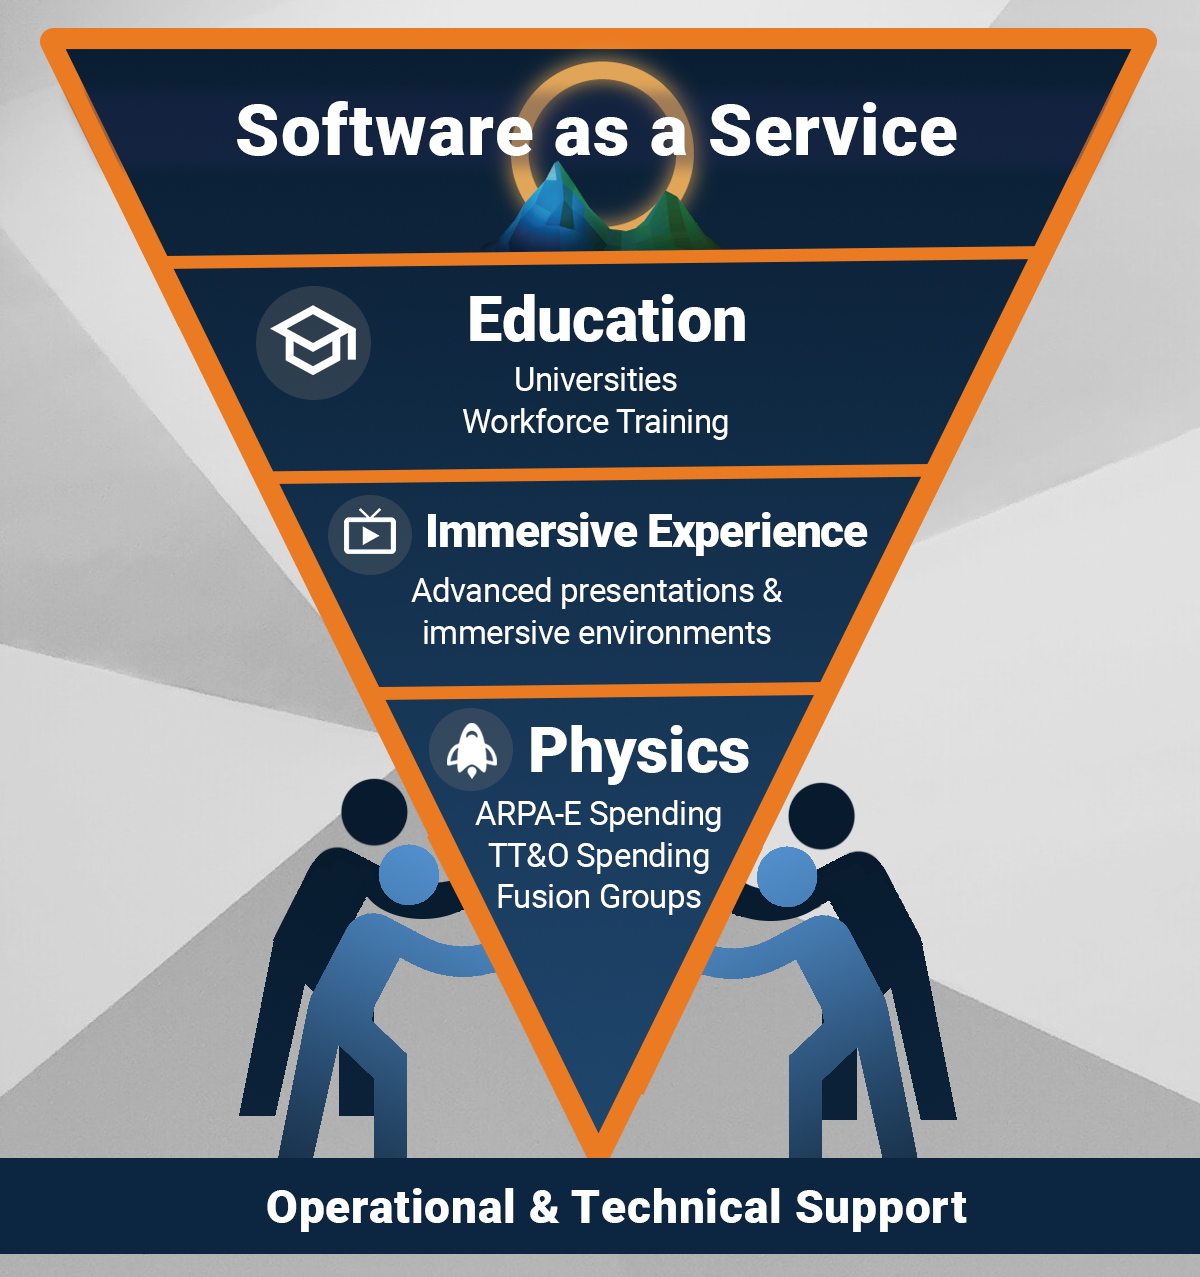 Software as a Service
Education
Universities
Workforce Training
Immersive Experience
Advanced presentations &
immersive environments
Physics
ARPA-E Spending
TT&O Spending
Fusion Groups
Operational & Technical Support